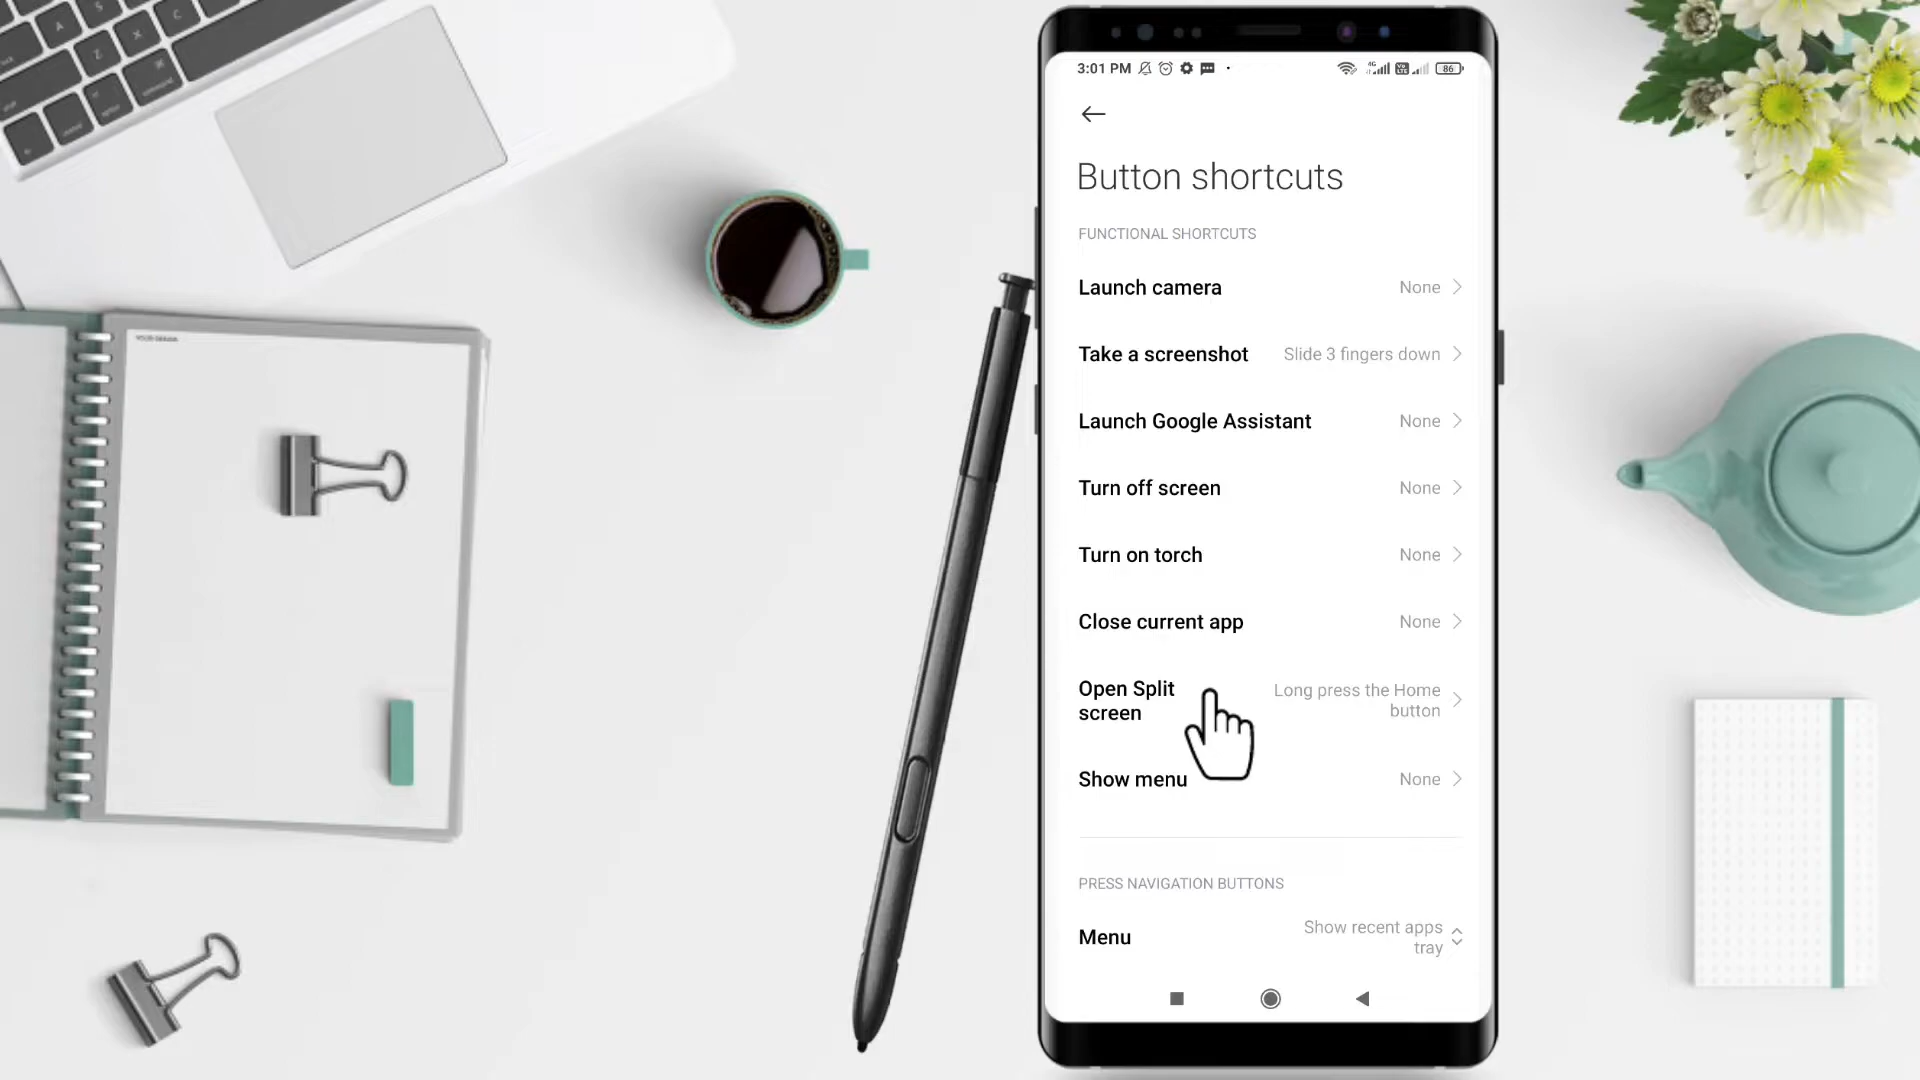 3:01 PM
86
Button shortcuts
FUNCTIONAL SHORTCUTS
Launch camera None
Take a screenshot Slide 3 fingers down
Launch Google Assistant None
Turn off screen None
Turn on torch None
Close current app None
Open Split screen Long press the Home button
Show menu None
PRESS NAVIGATION BUTTONS
Menu Show recent apps tray
YOUR DESIGN
A
S
Z
X
C